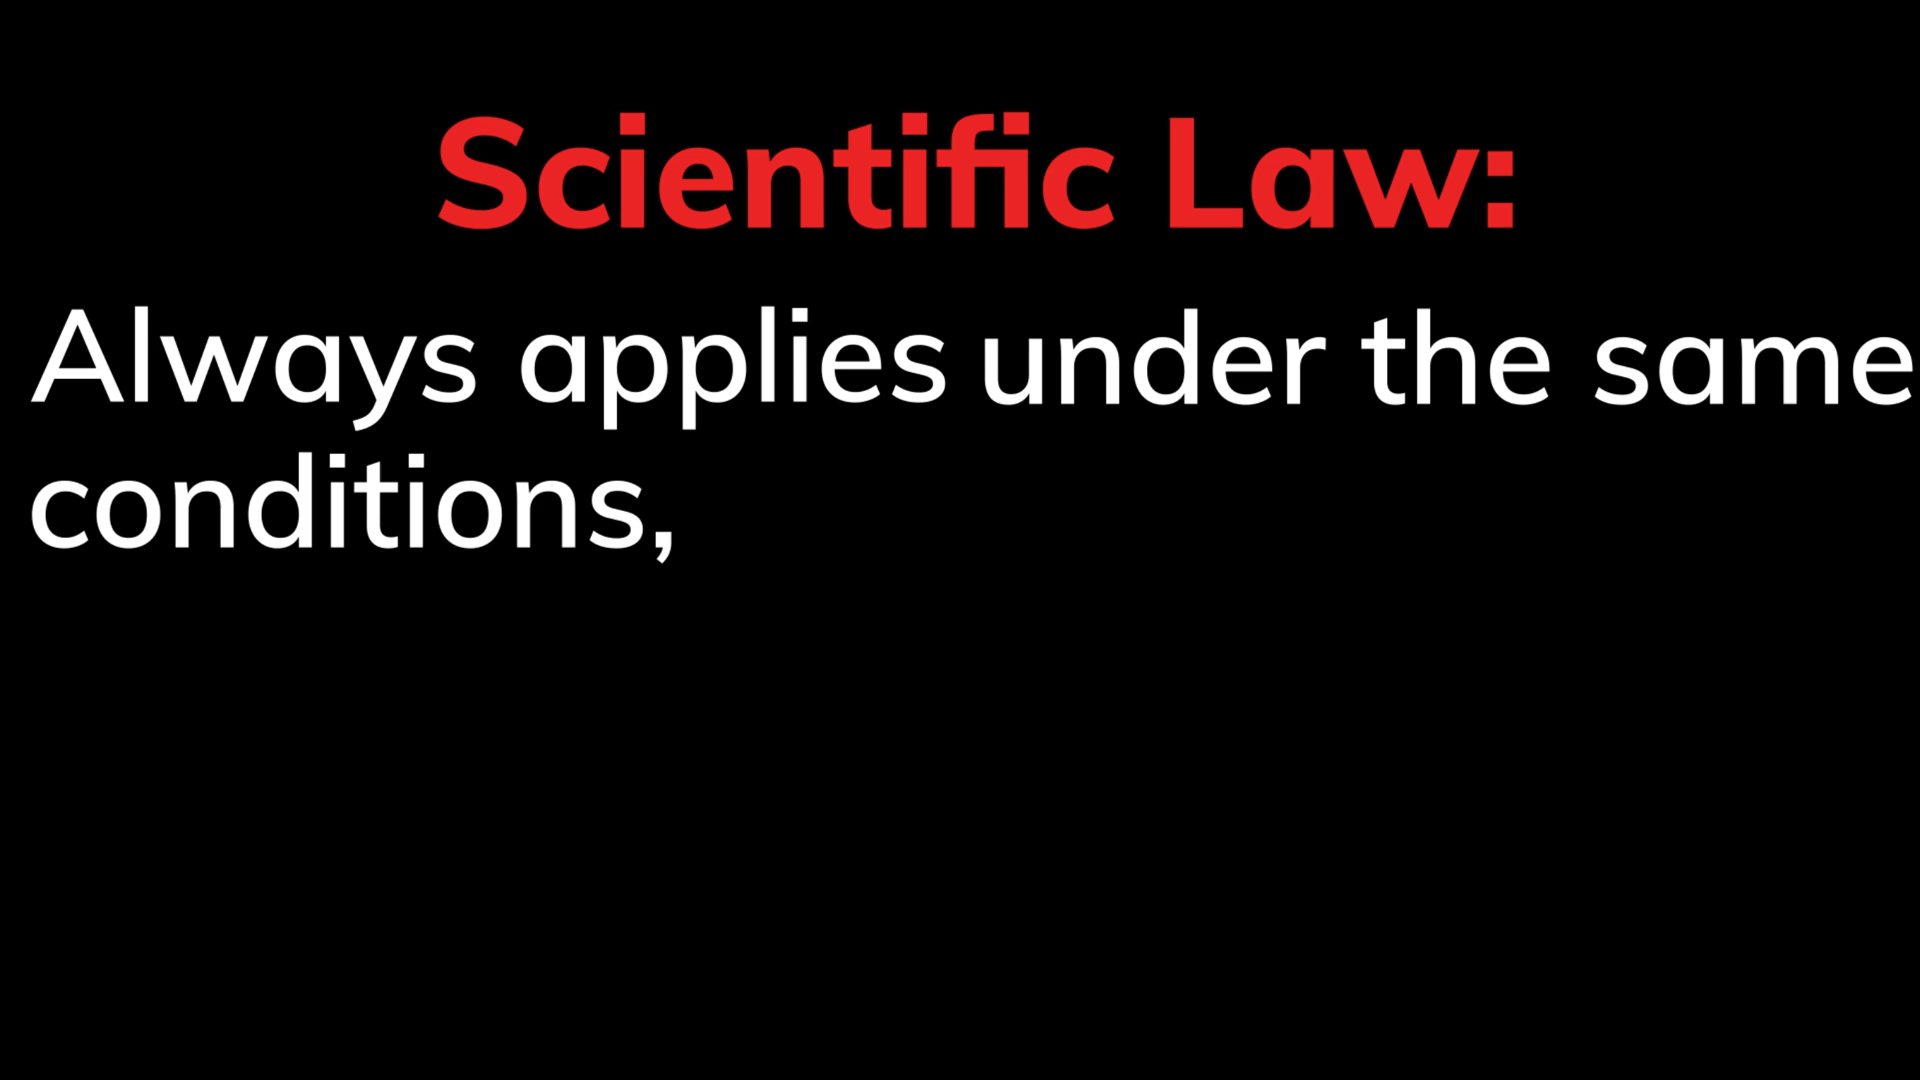 Scientific Law:
Always applies under the same
conditions,